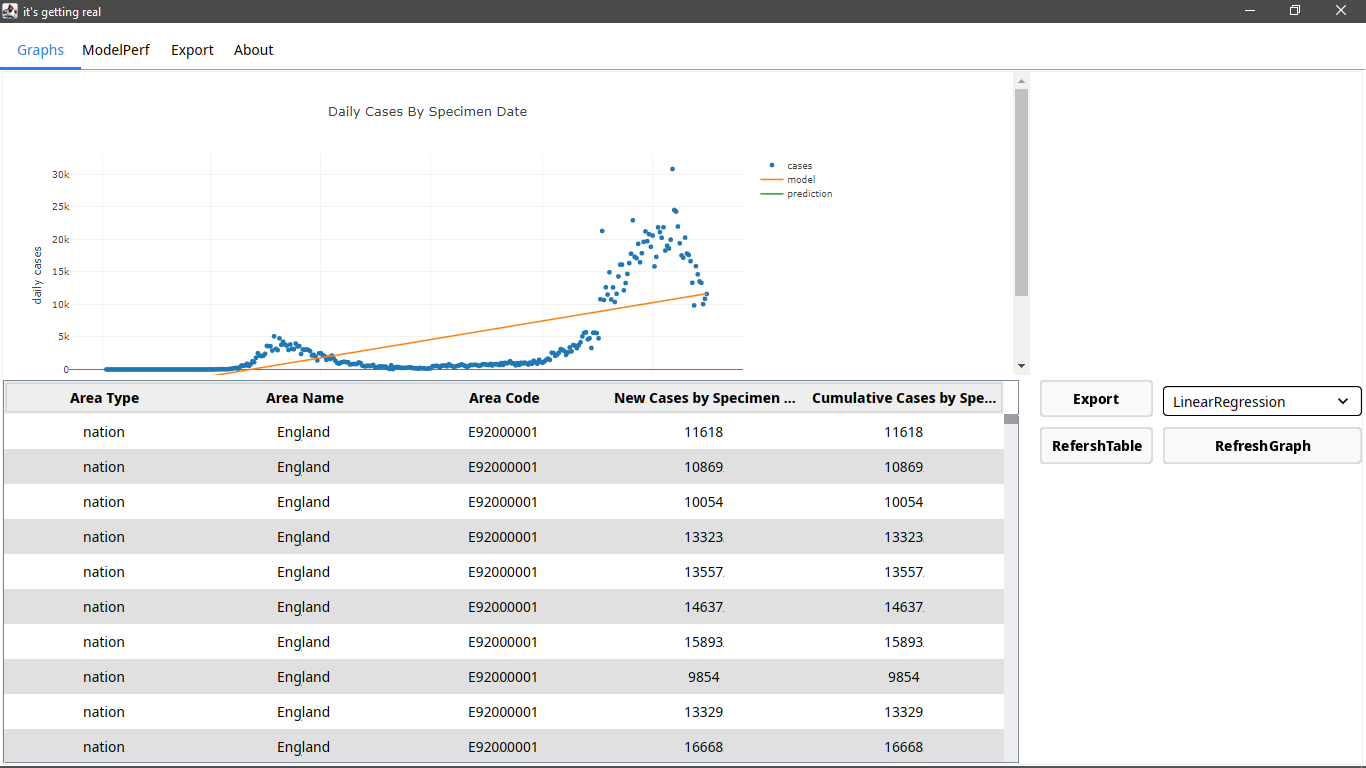 it's getting real
Graphs ModelPerf Export About
Daily Cases By Specimen Date
cases
model
prediction
30k
25k
20k
15k
10k
5k
0
daily cases
Area Type Area Name Area Code New Cases by Specimen ... Cumulative Cases by Spe...
nation England E92000001 11618 11618
nation England E92000001 10869 10869
nation England E92000001 10054 10054
nation England E92000001 13323 13323
nation England E92000001 13557 13557
nation England E92000001 14637 14637
nation England E92000001 15893 15893
nation England E92000001 9854 9854
nation England E92000001 13329 13329
nation England E92000001 16668 16668
Export LinearRegression
RefershTable RefreshGraph